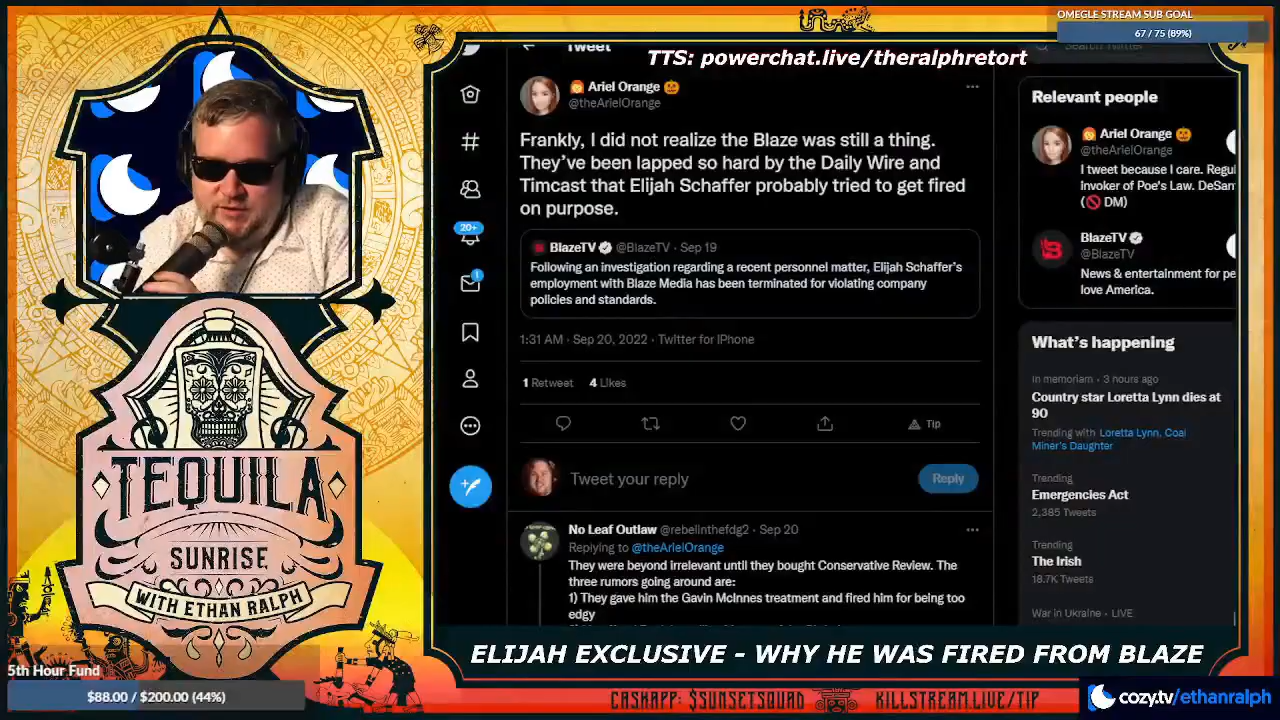 OMEGLE STREAM SUB GOAL
67 / 75 (89%)
Tweet
TTS: powerchat.live/theralphretort
Search Twitter
Ariel Orange
@theArielOrange
Frankly, I did not realize the Blaze was still a thing.
They've been lapped so hard by the Daily Wire and
Timcast that Elijah Schaffer probably tried to get fired
on purpose.
BlazeTV @BlazeTV · Sep 19
Following an investigation regarding a recent personnel matter, Elijah Schaffer's
employment with Blaze Media has been terminated for violating company
policies and standards.
1:31 AM · Sep 20, 2022 · Twitter for iPhone
1 Retweet 4 Likes
Tip
Tweet your reply
Reply
No Leaf Outlaw @rebelinthefdg2 · Sep 20
Replying to @theArielOrange
They were beyond irrelevant until they bought Conservative Review. The
three rumors going around are:
1) They gave him the Gavin McInnes treatment and fired him for being too
edgy
20+
1
Relevant people
Ariel Orange
@theArielOrange
I tweet because I care. Regu
Invoker of Poe's Law. DeSan
(🚫 DM)
BlazeTV
@BlazeTV
News & entertainment for pe
love America.
What's happening
In memoriam · 3 hours ago
Country star Loretta Lynn dies at
90
Trending with Loretta Lynn, Coal
Miner's Daughter
Trending
Emergencies Act
2,385 Tweets
Trending
The Irish
18.7K Tweets
War in Ukraine · LIVE
TEQUILA
SUNRISE
WITH ETHAN RALPH
5th Hour Fund
$88.00 / $200.00 (44%)
ELIJAH EXCLUSIVE - WHY HE WAS FIRED FROM BLAZE
CASHAPP: $SUNSETSQUAD
KILLSTREAM.LIVE/TIP
cozy.tv/ethanralph